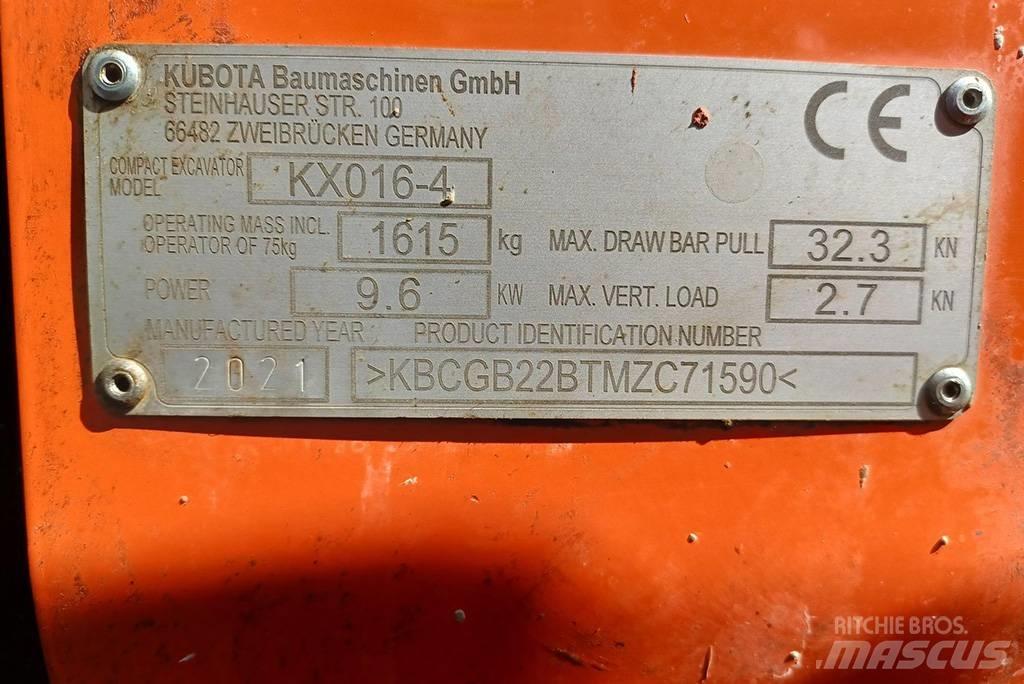 KUBOTA Baumaschinen GmbH
STEINHAUSER STR. 100
66482 ZWEIBRÜCKEN GERMANY
CE
COMPACT EXCAVATOR
MODEL KX016-4
OPERATING MASS INCL.
OPERATOR OF 75kg 1615 kg MAX. DRAW BAR PULL 32.3 KN
POWER 9.6 KW MAX. VERT. LOAD 2.7 KN
MANUFACTURED YEAR PRODUCT IDENTIFICATION NUMBER
2021 >KBCGB22BTMZC71590<
RITCHIE BROS.
MASCUS